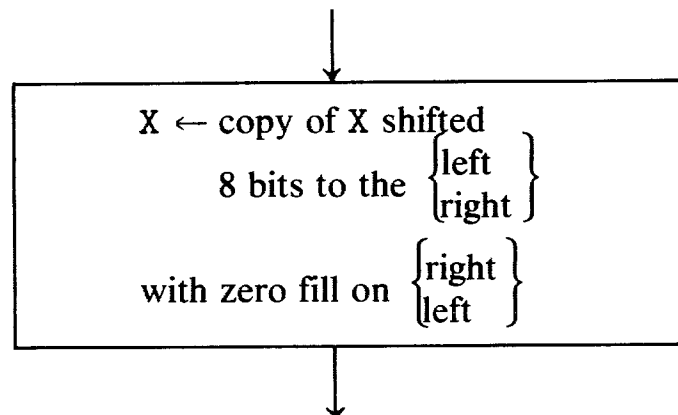 X ← copy of X shifted
8 bits to the {left
right}
with zero fill on {right
left}